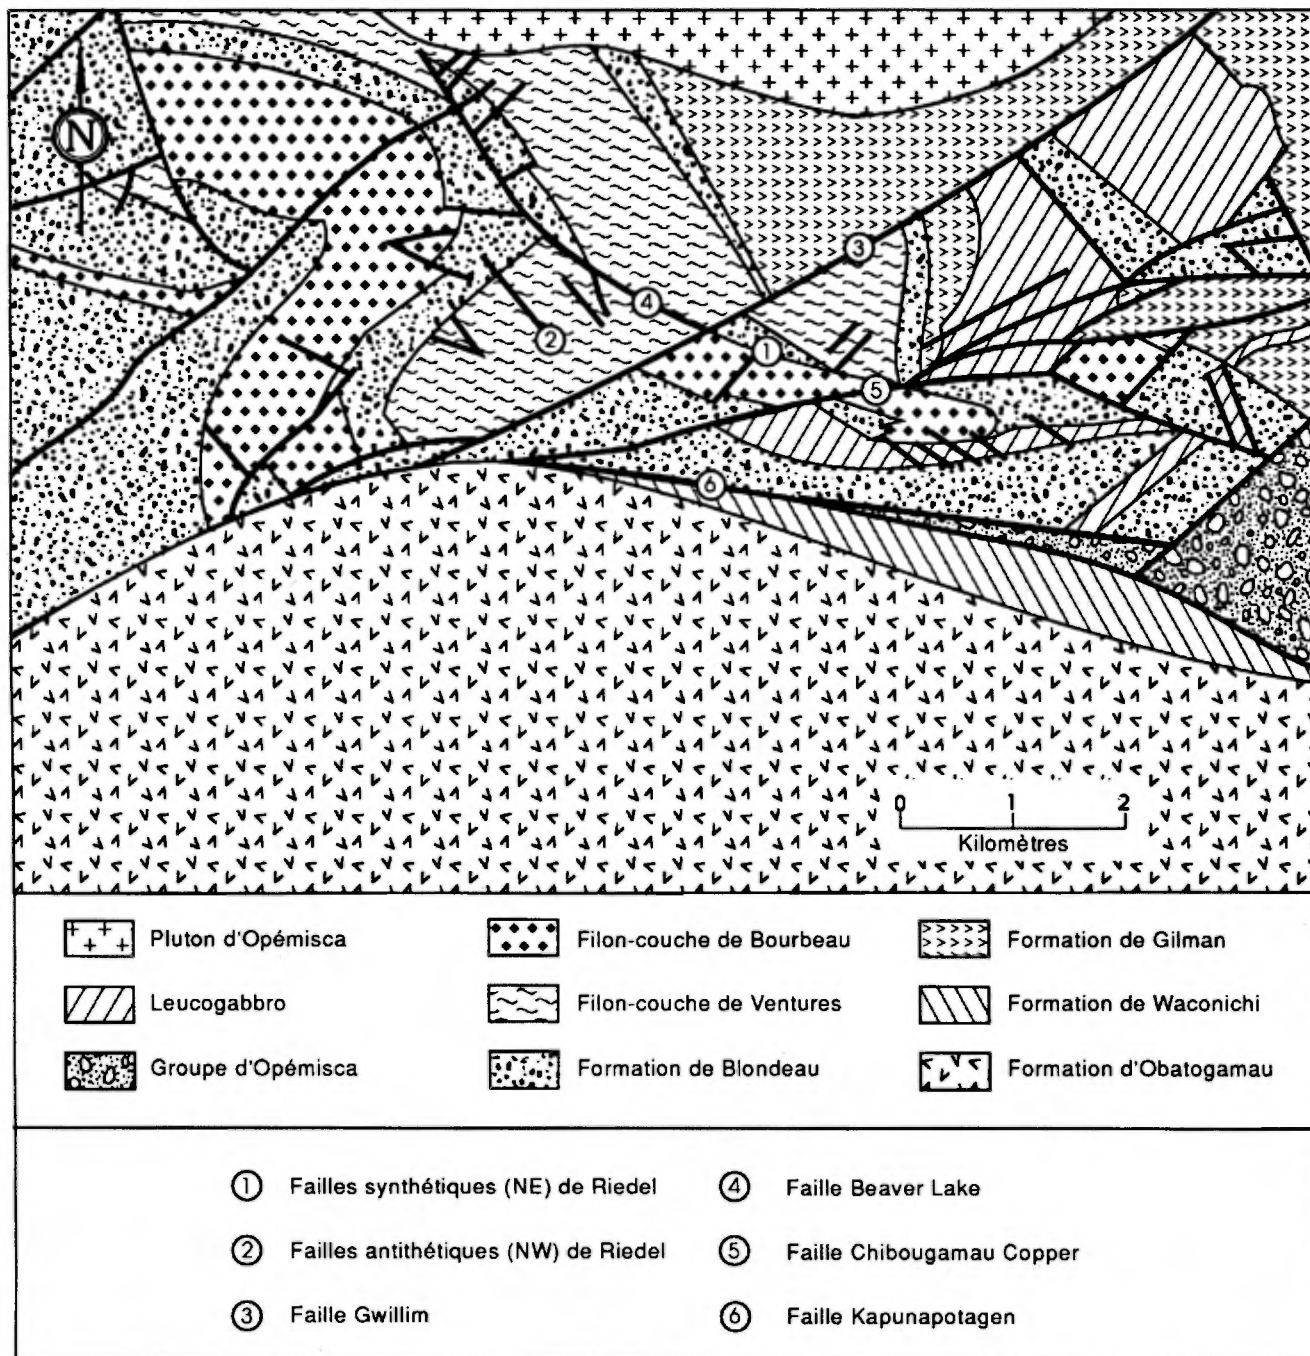 N
3
4
2
1
5
6
0 1 2
Kilomètres
Pluton d'Opémisca
Filon-couche de Bourbeau
Formation de Gilman
Leucogabbro
Filon-couche de Ventures
Formation de Waconichi
Groupe d'Opémisca
Formation de Blondeau
Formation d'Obatogamau
1 Failles synthétiques (NE) de Riedel
4 Faille Beaver Lake
2 Failles antithétiques (NW) de Riedel
5 Faille Chibougamau Copper
3 Faille Gwillim
6 Faille Kapunapotagen